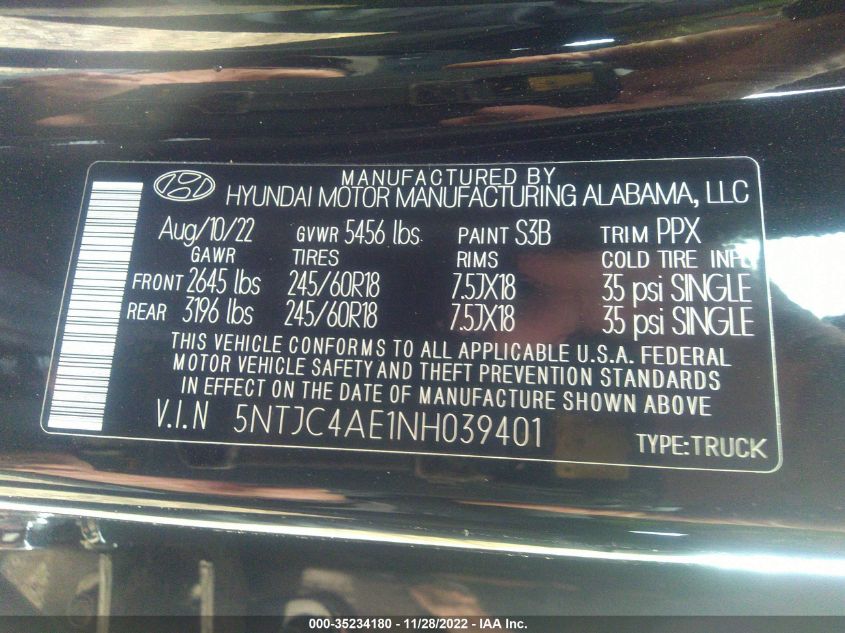 MANUFACTURED BY
HYUNDAI MOTOR MANUFACTURING ALABAMA, LLC
Aug/10/22 GVWR 5456 lbs PAINT S3B TRIM PPX
GAWR TIRES RIMS COLD TIRE INFL
FRONT 2645 lbs 245/60R18 7.5JX18 35 psi SINGLE
REAR 3196 lbs 245/60R18 7.5JX18 35 psi SINGLE
THIS VEHICLE CONFORMS TO ALL APPLICABLE U.S.A. FEDERAL
MOTOR VEHICLE SAFETY AND THEFT PREVENTION STANDARDS
IN EFFECT ON THE DATE OF MANUFACTURE SHOWN ABOVE
V.I.N 5NTJC4AE1NH039401 TYPE:TRUCK
000-35234180 - 11/28/2022 - IAA Inc.